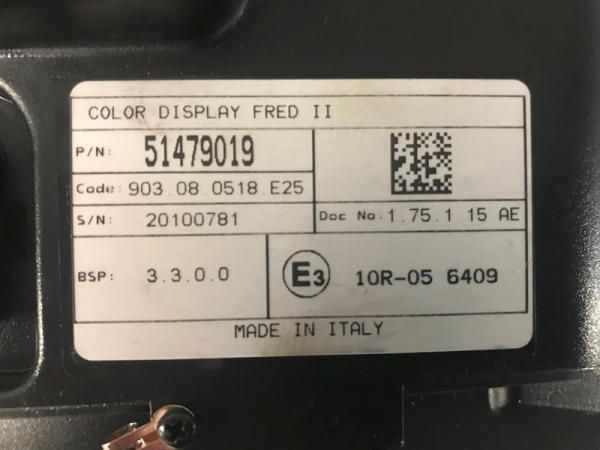 COLOR DISPLAY FRED II
P/N: 51479019
Code: 903.08.0518.E25
S/N: 20100781
Doc No: 1.75.1 15 AE
BSP: 3.3.0.0
E3 10R-05 6409
MADE IN ITALY